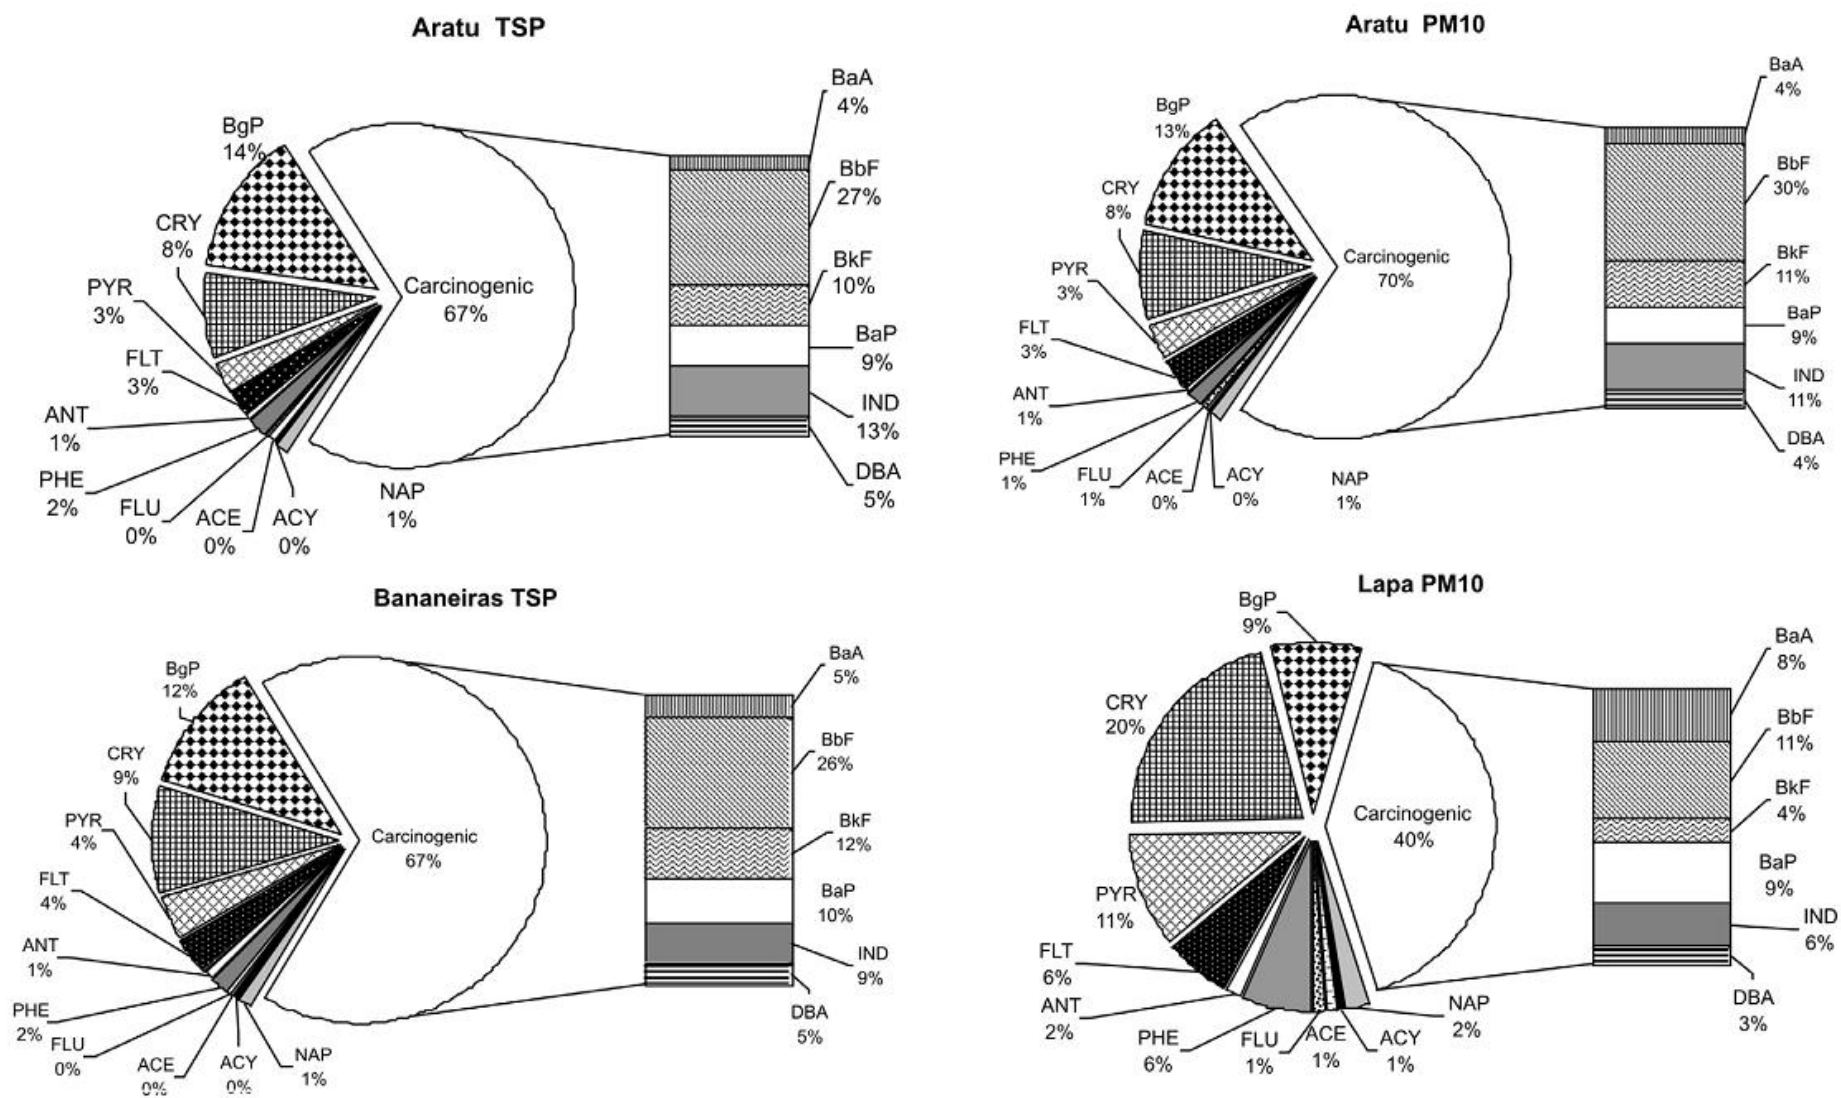 Aratu TSP
BaA
4%
BgP
14%
BbF
27%
CRY
8%
BkF
10%
PYR
3%
Carcinogenic
67%
BaP
9%
FLT
3%
IND
13%
ANT
1%
DBA
5%
PHE
2%
NAP
1%
FLU
0%
ACE
0%
ACY
0%
Aratu PM10
BaA
4%
BgP
13%
BbF
30%
CRY
8%
BkF
11%
Carcinogenic
70%
PYR
3%
BaP
9%
FLT
3%
IND
11%
ANT
1%
DBA
4%
PHE
1%
FLU
1%
ACE
0%
ACY
0%
NAP
1%
Bananeiras TSP
BaA
5%
BgP
12%
BbF
26%
CRY
9%
BkF
12%
PYR
4%
Carcinogenic
67%
BaP
10%
FLT
4%
IND
9%
ANT
1%
DBA
5%
PHE
2%
FLU
0%
ACE
0%
ACY
0%
NAP
1%
Lapa PM10
BgP
9%
BaA
8%
CRY
20%
BbF
11%
BkF
4%
Carcinogenic
40%
BaP
9%
PYR
11%
IND
6%
FLT
6%
DBA
3%
ANT
2%
NAP
2%
PHE
6%
FLU
1%
ACE
1%
ACY
1%